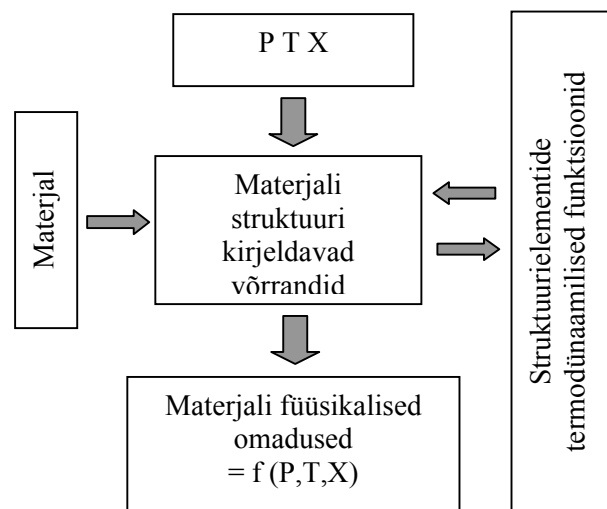 P T X
Materjal
Materjali
struktuuri
kirjeldavad
võrrandid
Struktuurielementide
termodünaamilised funktsioonid
Materjali füüsikalised
omadused
= f (P,T,X)